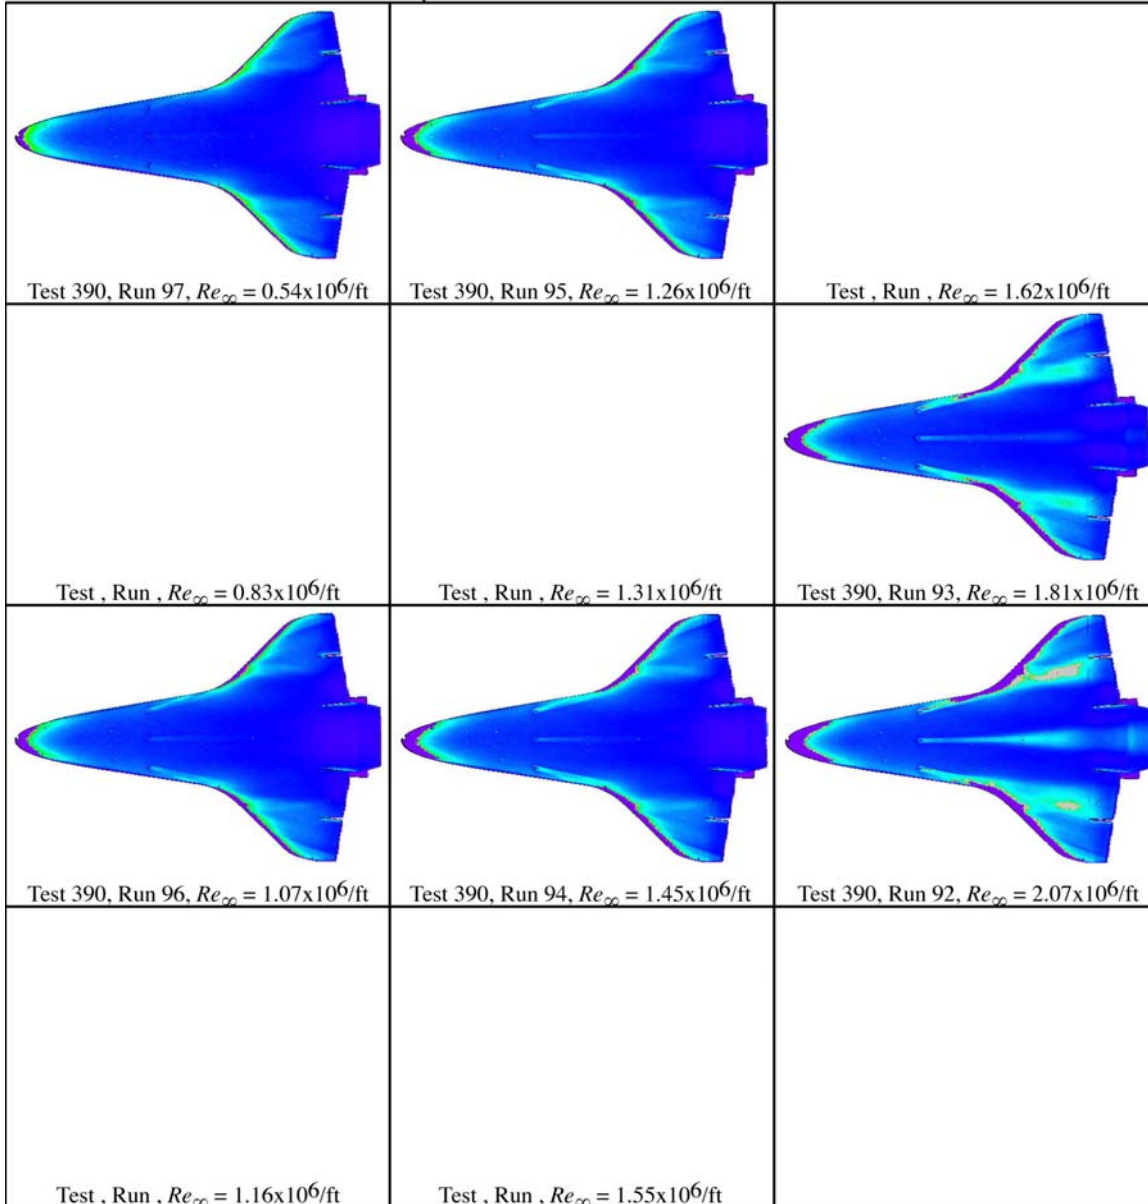 Test 390, Run 97, Re∞ = 0.54x10⁶/ft
Test 390, Run 95, Re∞ = 1.26x10⁶/ft
Test , Run , Re∞ = 1.62x10⁶/ft
Test , Run , Re∞ = 0.83x10⁶/ft
Test , Run , Re∞ = 1.31x10⁶/ft
Test 390, Run 93, Re∞ = 1.81x10⁶/ft
Test 390, Run 96, Re∞ = 1.07x10⁶/ft
Test 390, Run 94, Re∞ = 1.45x10⁶/ft
Test 390, Run 92, Re∞ = 2.07x10⁶/ft
Test , Run , Re∞ = 1.16x10⁶/ft
Test , Run , Re∞ = 1.55x10⁶/ft